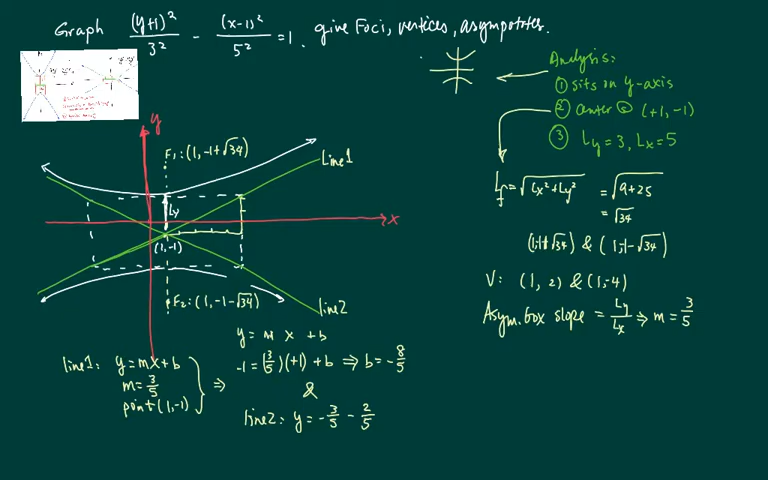 Graph (y+1)²/3² - (x-1)²/5² = 1. give Foci, vertices, asymptotes.
Analysis:
① sits on y-axis
② center @ (+1, -1)
③ Ly = 3, Lx = 5
Lf = √(Lx² + Ly²) = √(9+25)
= √34
(1,-1+√34) & (1,-1-√34)
V: (1, 2) & (1,-4)
Asym. box slope = Ly/Lx ⇒ m = 3/5
y
F₁: (1, -1+√34)
Line1
Ly
x
(1,-1)
F₂: (1, -1-√34)
line2
line1: y = mx + b
m = 3/5
point (1,-1)
⇒
y = m x + b
-1 = (3/5)(+1) + b ⇒ b = -8/5
&
line2: y = -3/5 - 2/5